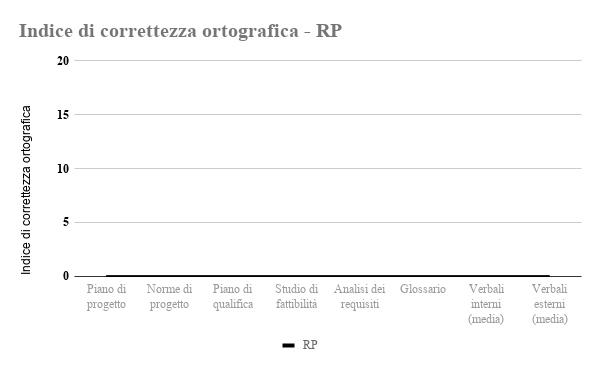 Indice di correttezza ortografica - RP
Indice di correttezza ortografica
20
15
10
5
0
Piano di
progetto
Norme di
progetto
Piano di
qualifica
Studio di
fattibilità
Analisi dei
requisiti
Glossario
Verbali
interni
(media)
Verbali
esterni
(media)
RP